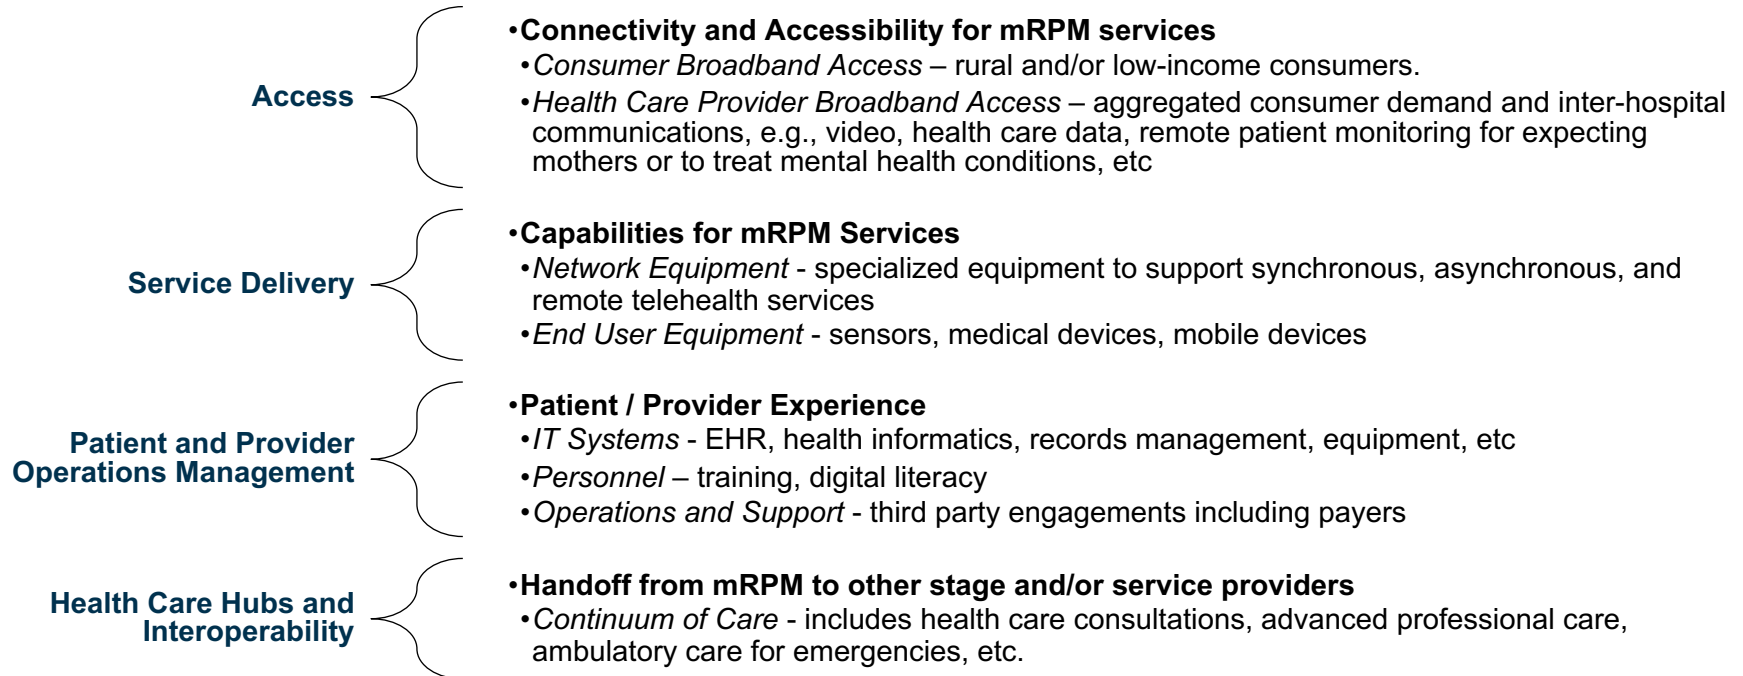 Access
•Connectivity and Accessibility for mRPM services
•Consumer Broadband Access – rural and/or low-income consumers.
•Health Care Provider Broadband Access – aggregated consumer demand and inter-hospital
communications, e.g., video, health care data, remote patient monitoring for expecting
mothers or to treat mental health conditions, etc
Service Delivery
•Capabilities for mRPM Services
•Network Equipment - specialized equipment to support synchronous, asynchronous, and
remote telehealth services
•End User Equipment - sensors, medical devices, mobile devices
Patient and Provider
Operations Management
•Patient / Provider Experience
•IT Systems - EHR, health informatics, records management, equipment, etc
•Personnel – training, digital literacy
•Operations and Support - third party engagements including payers
Health Care Hubs and
Interoperability
•Handoff from mRPM to other stage and/or service providers
•Continuum of Care - includes health care consultations, advanced professional care,
ambulatory care for emergencies, etc.